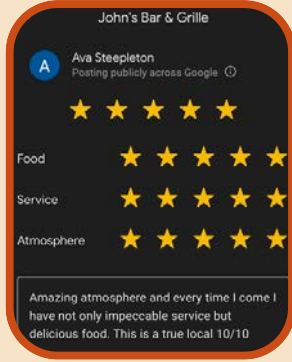 John's Bar & Grille
A
Ava Steepleton
Posting publicly across Google
Food
Service
Atmosphere
Amazing atmosphere and every time I come I
have not only impeccable service but
delicious food. This is a true local 10/10